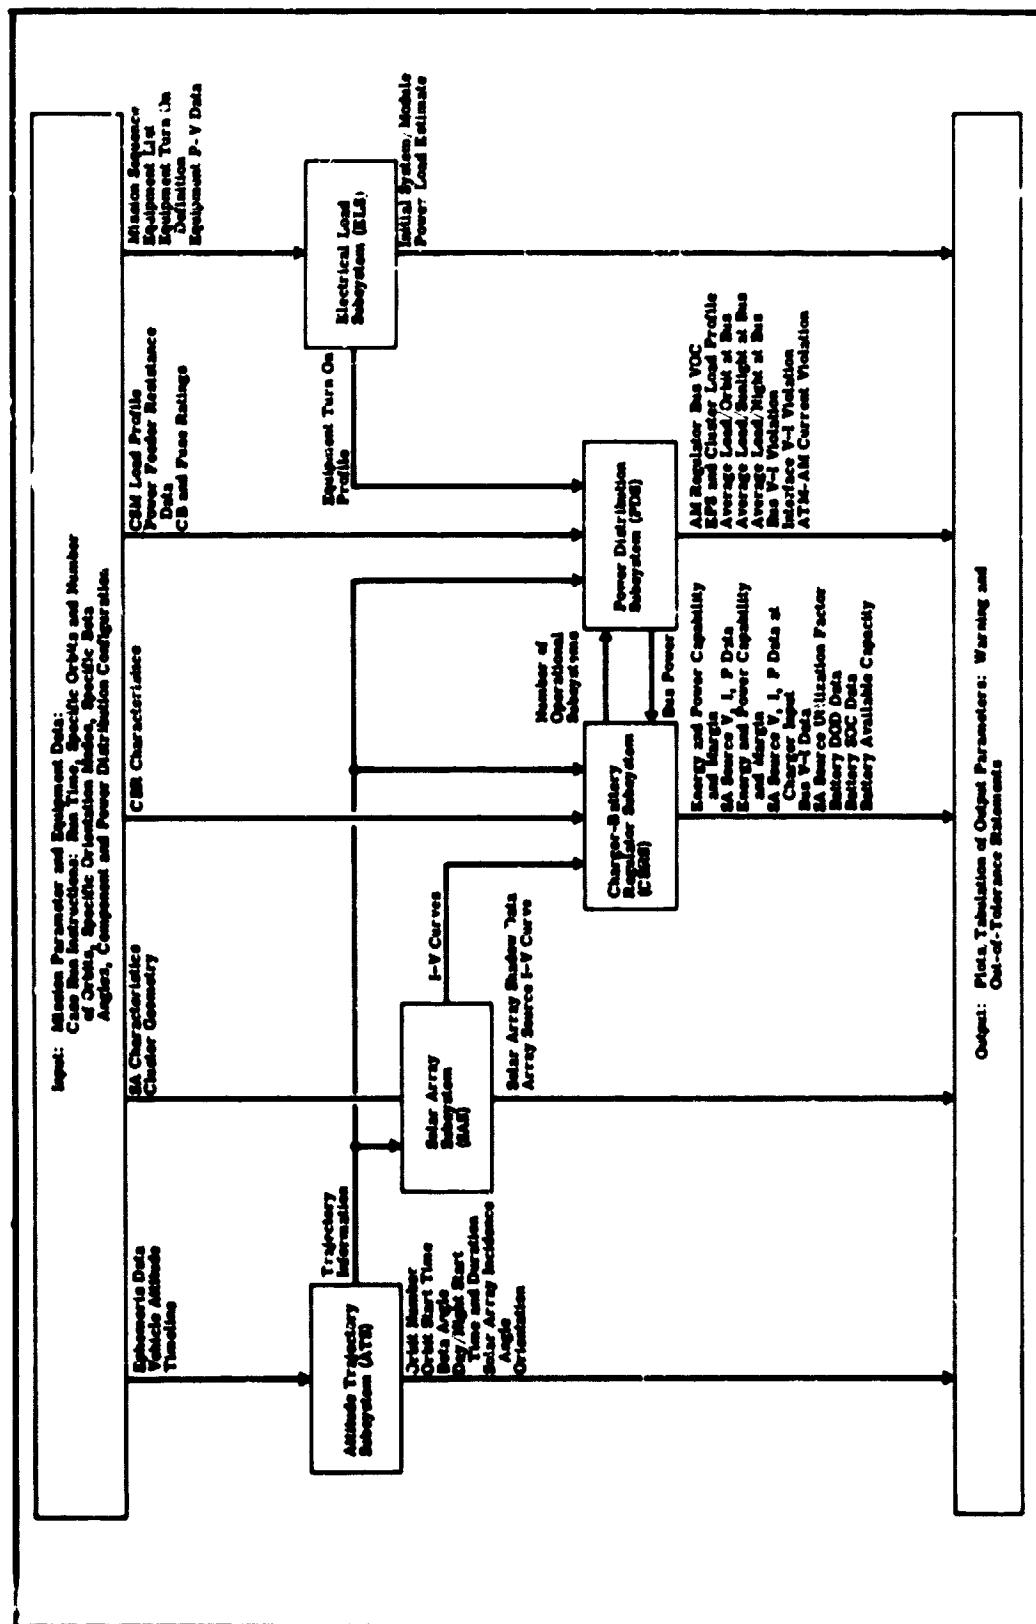 Input: Mission Parameter and Equipment Data:
Case Run Instructions: Run Time, Specific Orbits and Number
of Orbits, Specific Orientation Modes, Specific Beta
Angles, Component and Power Distribution Configuration
Ephemeris Data
Vehicle Attitude
Timeline
SA Characteristics
Cluster Geometry
CBR Characteristics
CSM Load Profile
Power Feeder Resistance
Data
CB and Fuse Ratings
Mission Sequence
Equipment List
Equipment Turn On
Definition
Equipment P-V Data
Attitude Trajectory
Subsystem (ATS)
Trajectory
Information
Solar Array
Subsystem
(SAS)
I-V Curves
Charger-Battery
Regulator Subsystem
(CBRS)
Number of
Operational
Subsystems
Bus Power
Power Distribution
Subsystem (PDS)
Equipment Turn On
Profile
Electrical Load
Subsystem (ELS)
Orbit Number
Orbit Start Time
Beta Angle
Day/Night Start
Time and Duration
Solar Array Incidence
Angle
Orientation
Solar Array Shadow Data
Array Source I-V Curve
Energy and Power Capability
and Margin
SA Source V, I, P Data
Energy and Power Capability
and Margin
SA Source V, I, P Data at
Charger Input
Bus V-I Data
SA Source Utilization Factor
Battery DOD Data
Battery SOC Data
Battery Available Capacity
AM Regulator Bus VOC
EPS and Cluster Load Profile
Average Load/Orbit at Bus
Average Load/Sunlight at Bus
Average Load/Night at Bus
Bus V-I Violation
Interface V-I Violation
ATM-AM Current Violation
Initial System/Module
Power Load Estimate
Output: Plots, Tabulation of Output Parameters: Warning and
Out-of-Tolerance Statements